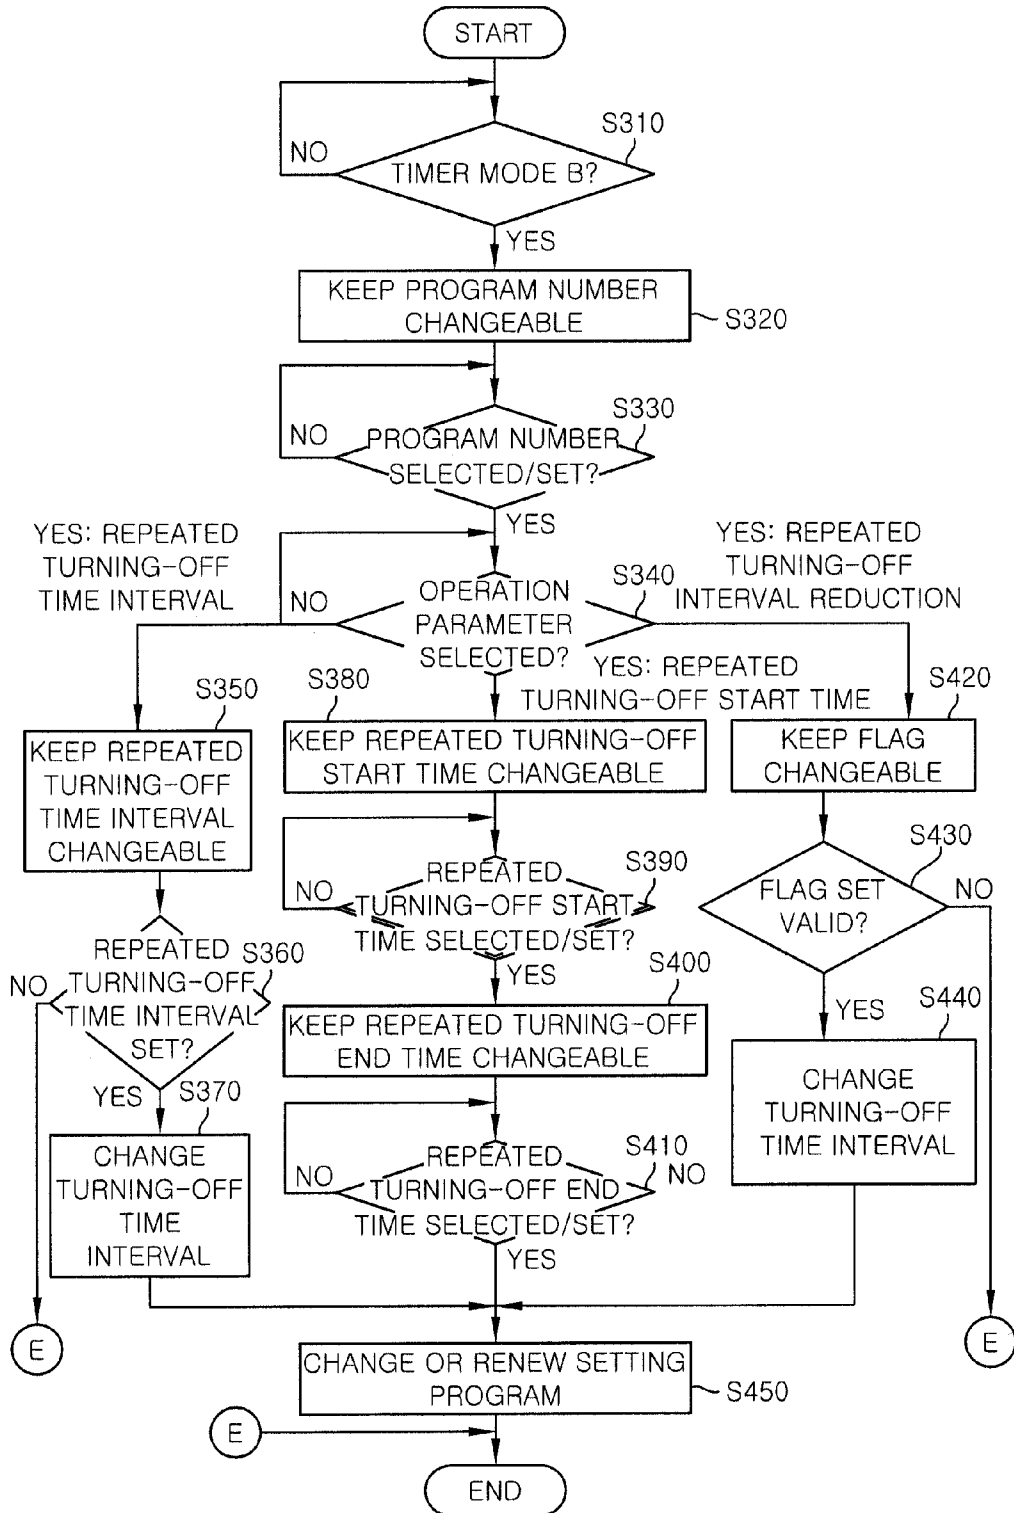 START
S310
NO
TIMER MODE B?
YES
KEEP PROGRAM NUMBER
CHANGEABLE
S320
S330
NO
PROGRAM NUMBER
SELECTED/SET?
YES
YES: REPEATED
TURNING-OFF
TIME INTERVAL
NO
OPERATION
PARAMETER
SELECTED?
S340
YES: REPEATED
TURNING-OFF
INTERVAL REDUCTION
YES: REPEATED
TURNING-OFF START TIME
S350
KEEP REPEATED
TURNING-OFF
TIME INTERVAL
CHANGEABLE
S380
KEEP REPEATED TURNING-OFF
START TIME CHANGEABLE
S420
KEEP FLAG
CHANGEABLE
NO
REPEATED
TURNING-OFF START
TIME SELECTED/SET?
S390
YES
S430
FLAG SET
VALID?
NO
YES
NO
REPEATED
TURNING-OFF
TIME INTERVAL
SET?
S360
YES
S400
KEEP REPEATED TURNING-OFF
END TIME CHANGEABLE
S440
CHANGE
TURNING-OFF
TIME INTERVAL
S370
CHANGE
TURNING-OFF
TIME
INTERVAL
NO
REPEATED
TURNING-OFF END
TIME SELECTED/SET?
S410
NO
YES
E
E
CHANGE OR RENEW SETTING
PROGRAM
S450
E
END